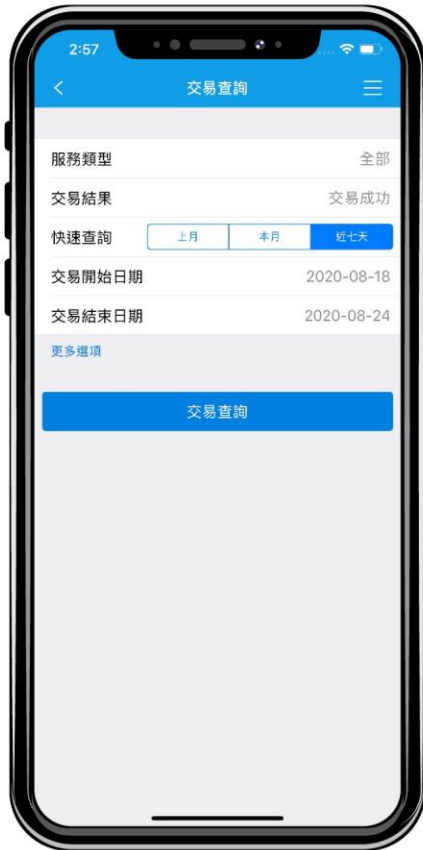 2:57
交易查詢
服務類型 全部
交易結果 交易成功
快速查詢 上月 本月 近七天
交易開始日期 2020-08-18
交易結束日期 2020-08-24
更多選項
交易查詢